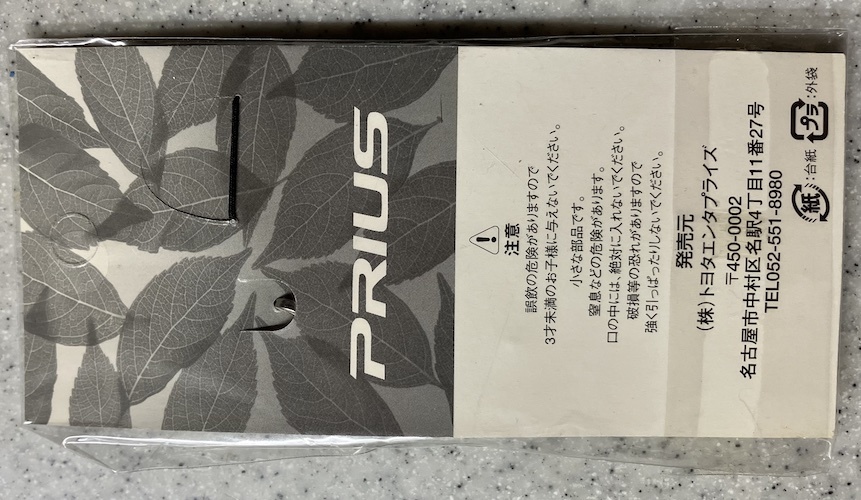 PRIUS
注意
誤飲の危険がありますので
3才未満のお子様に与えないでください。
小さな部品です。
窒息などの危険があります。
口の中には、絶対に入れないでください。
破損等の恐れがありますので
強く引っぱったりしないでください。
発売元
(株)トヨタエンタプライズ
〒450-0002
名古屋市中村区名駅4丁目11番27号
TEL052-551-8980
紙:台紙 プラ:外袋